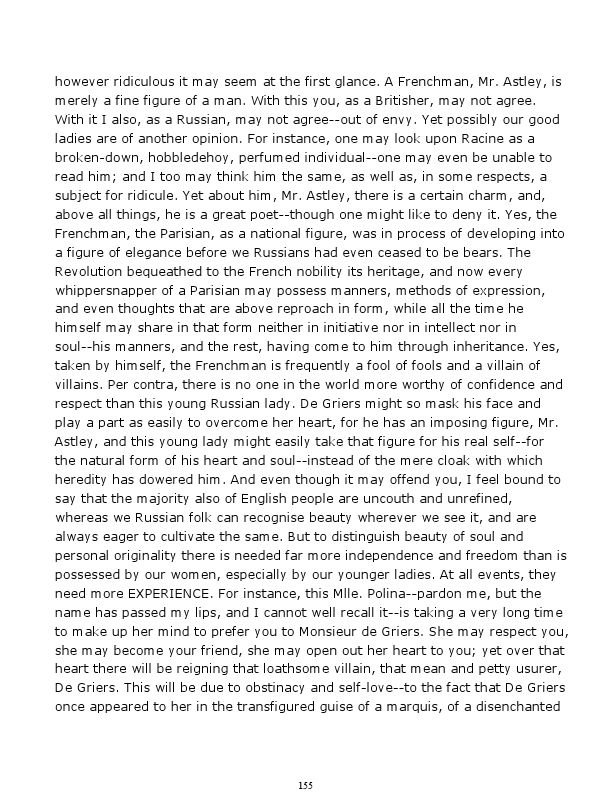 however ridiculous it may seem at the first glance. A Frenchman, Mr. Astley, is
merely a fine figure of a man. With this you, as a Britisher, may not agree.
With it I also, as a Russian, may not agree--out of envy. Yet possibly our good
ladies are of another opinion. For instance, one may look upon Racine as a
broken-down, hobbledehoy, perfumed individual--one may even be unable to
read him; and I too may think him the same, as well as, in some respects, a
subject for ridicule. Yet about him, Mr. Astley, there is a certain charm, and,
above all things, he is a great poet--though one might like to deny it. Yes, the
Frenchman, the Parisian, as a national figure, was in process of developing into
a figure of elegance before we Russians had even ceased to be bears. The
Revolution bequeathed to the French nobility its heritage, and now every
whippersnapper of a Parisian may possess manners, methods of expression,
and even thoughts that are above reproach in form, while all the time he
himself may share in that form neither in initiative nor in intellect nor in
soul--his manners, and the rest, having come to him through inheritance. Yes,
taken by himself, the Frenchman is frequently a fool of fools and a villain of
villains. Per contra, there is no one in the world more worthy of confidence and
respect than this young Russian lady. De Griers might so mask his face and
play a part as easily to overcome her heart, for he has an imposing figure, Mr.
Astley, and this young lady might easily take that figure for his real self--for
the natural form of his heart and soul--instead of the mere cloak with which
heredity has dowered him. And even though it may offend you, I feel bound to
say that the majority also of English people are uncouth and unrefined,
whereas we Russian folk can recognise beauty wherever we see it, and are
always eager to cultivate the same. But to distinguish beauty of soul and
personal originality there is needed far more independence and freedom than is
possessed by our women, especially by our younger ladies. At all events, they
need more EXPERIENCE. For instance, this Mlle. Polina--pardon me, but the
name has passed my lips, and I cannot well recall it--is taking a very long time
to make up her mind to prefer you to Monsieur de Griers. She may respect you,
she may become your friend, she may open out her heart to you; yet over that
heart there will be reigning that loathsome villain, that mean and petty usurer,
De Griers. This will be due to obstinacy and self-love--to the fact that De Griers
once appeared to her in the transfigured guise of a marquis, of a disenchanted
155